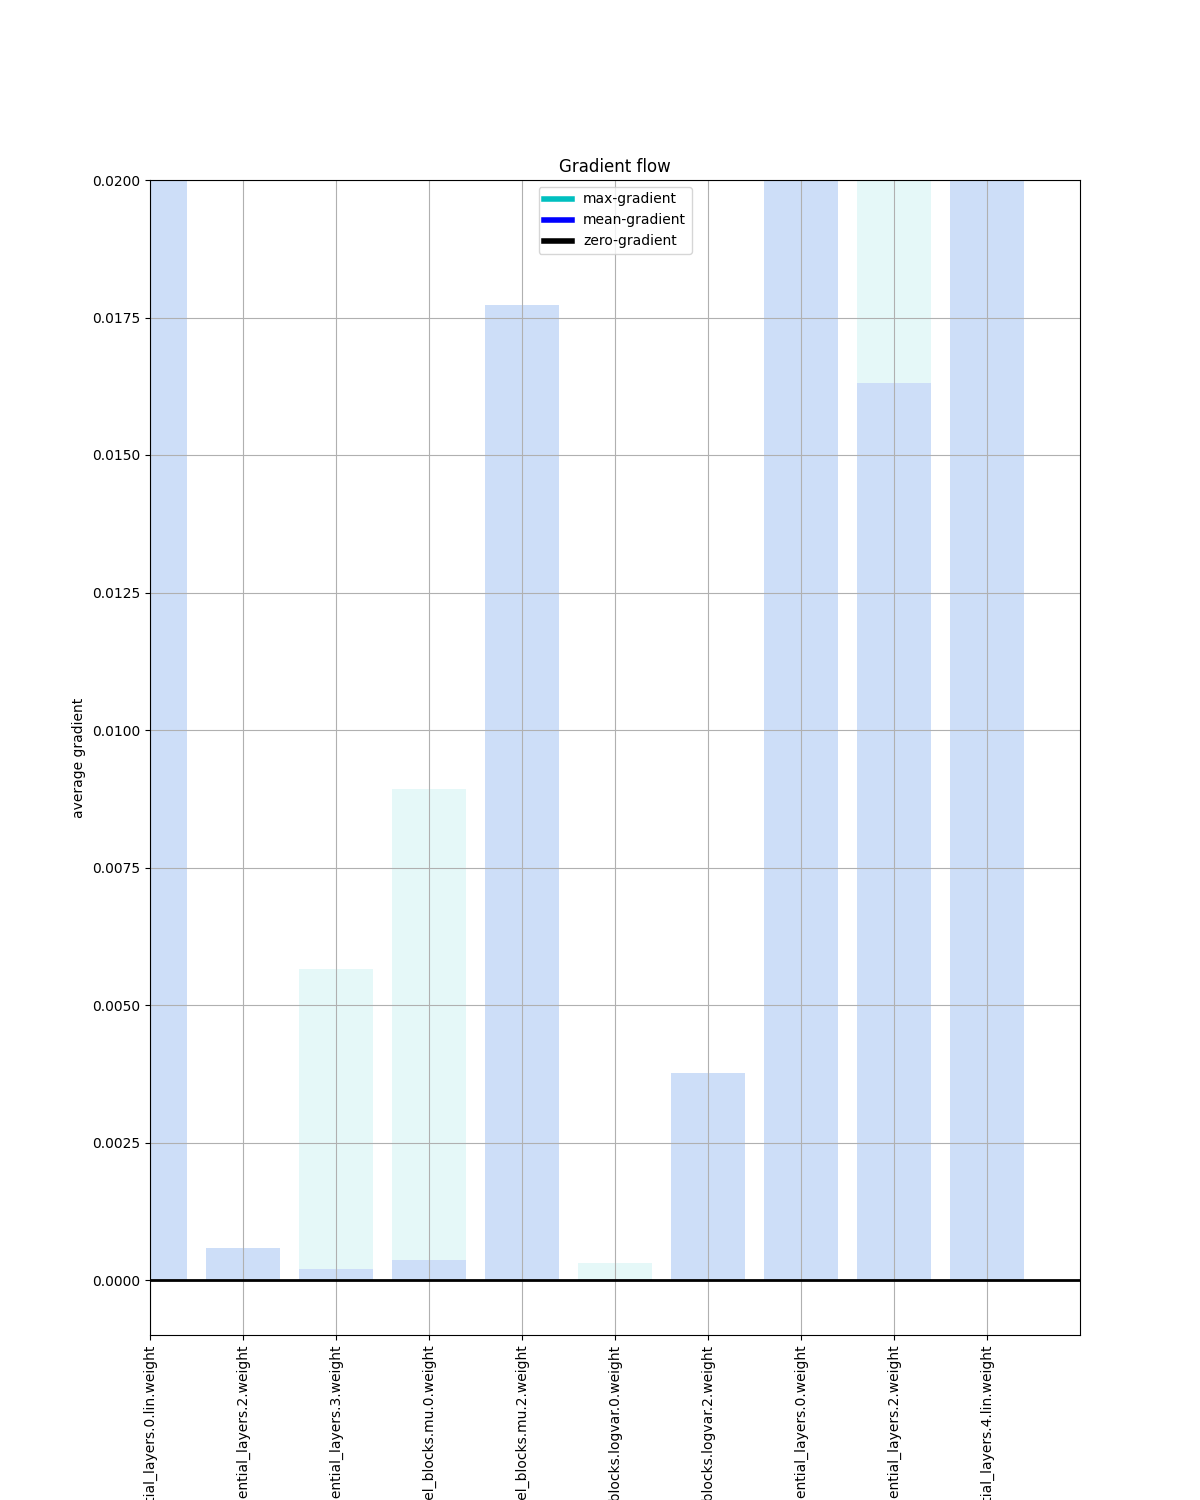 Gradient flow
max-gradient
mean-gradient
zero-gradient
0.0200
0.0175
0.0150
0.0125
0.0100
0.0075
0.0050
0.0025
0.0000
average gradient
tial_layers.0.lin.weight
ential_layers.2.weight
ential_layers.3.weight
el_blocks.mu.0.weight
el_blocks.mu.2.weight
blocks.logvar.0.weight
blocks.logvar.2.weight
ential_layers.0.weight
ential_layers.2.weight
tial_layers.4.lin.weight